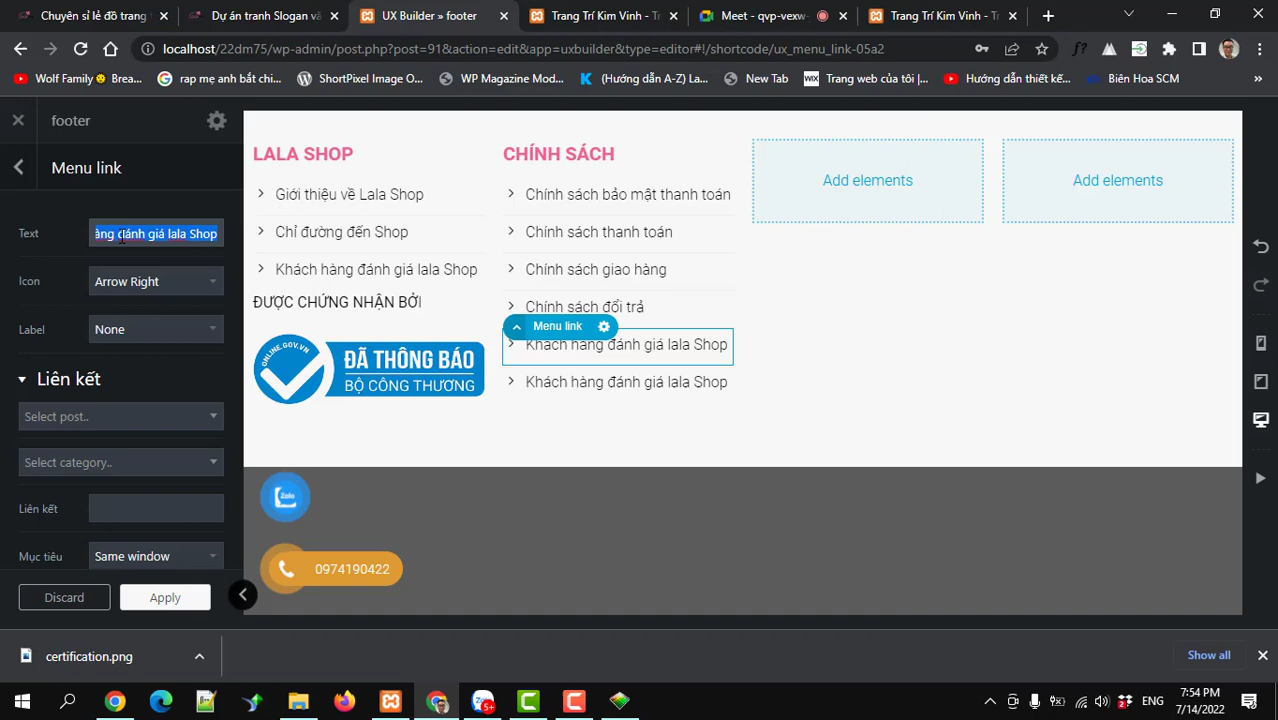 Chuyên sỉ lẻ đồ trang t
Dự án tranh Slogan vă
UX Builder » footer
Trang Trí Kim Vinh - Tr
Meet - qvp-vexw-
Trang Trí Kim Vinh - Tr
localhost/22dm75/wp-admin/post.php?post=91&action=edit&app=uxbuilder&type=editor#!/shortcode/ux_menu_link-05a2
Wolf Family Brea...
rạp mẹ anh bắt chi...
ShortPixel Image O...
WP Magazine Mod...
(Hướng dẫn A-Z) La...
New Tab
Trang web của tôi |...
Hướng dẫn thiết kế...
Biên Hoa SCM
footer
Menu link
Text
àng đánh giá lala Shop
Icon
Arrow Right
Label
None
Liên kết
Select post..
Select category..
Liên kết
Mục tiêu
Same window
Discard
Apply
LALA SHOP
Giới thiệu về Lala Shop
Chỉ đường đến Shop
Khách hàng đánh giá lala Shop
ĐƯỢC CHỨNG NHẬN BỞI
ONLINE.GOV.VN
ĐÃ THÔNG BÁO
BỘ CÔNG THƯƠNG
CHÍNH SÁCH
Chính sách bảo mật thanh toán
Chính sách thanh toán
Chính sách giao hàng
Chính sách đổi trả
Menu link
Khách hàng đánh giá lala Shop
Khách hàng đánh giá lala Shop
Add elements
Add elements
Zalo
0974190422
certification.png
Show all
5+
ENG
7:54 PM
7/14/2022